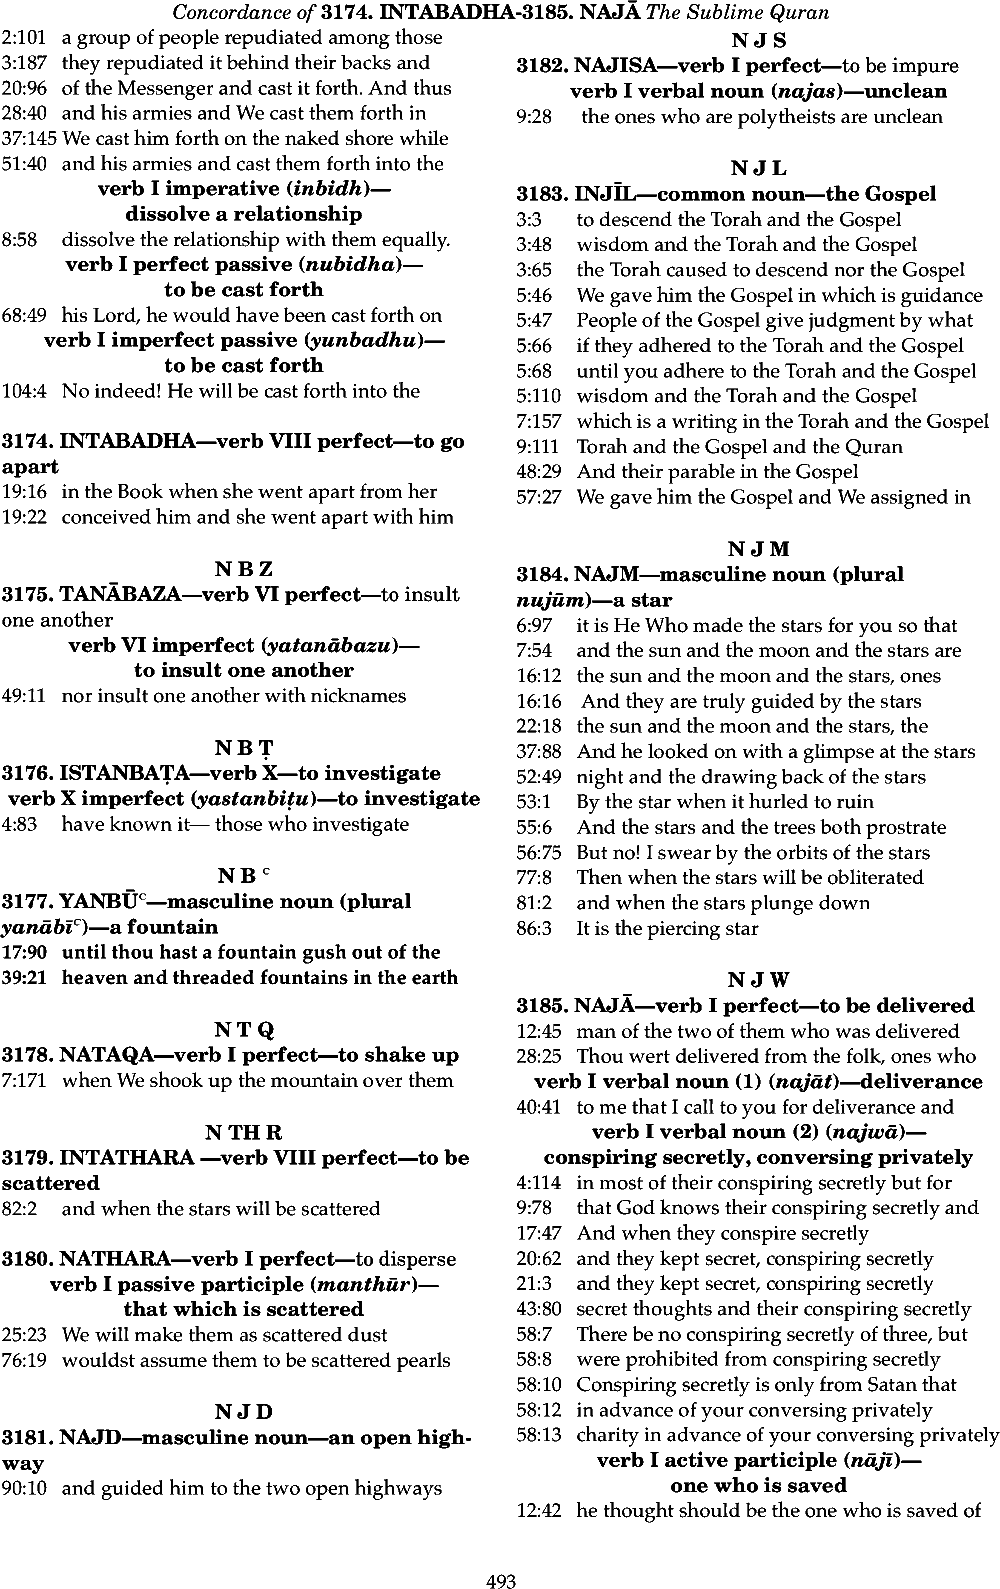 Concordance of 3174. INTABADHA-3185. NAJĀ The Sublime Quran
2:101 a group of people repudiated among those
3:187 they repudiated it behind their backs and
20:96 of the Messenger and cast it forth. And thus
28:40 and his armies and We cast them forth in
37:145 We cast him forth on the naked shore while
51:40 and his armies and cast them forth into the
verb I imperative (inbidh)—
dissolve a relationship
8:58 dissolve the relationship with them equally.
verb I perfect passive (nubidha)—
to be cast forth
68:49 his Lord, he would have been cast forth on
verb I imperfect passive (yunbadhu)—
to be cast forth
104:4 No indeed! He will be cast forth into the
3174. INTABADHA—verb VIII perfect—to go
apart
19:16 in the Book when she went apart from her
19:22 conceived him and she went apart with him
N B Z
3175. TANĀBAZA—verb VI perfect—to insult
one another
verb VI imperfect (yatanābazu)—
to insult one another
49:11 nor insult one another with nicknames
N B Ṭ
3176. ISTANBAṬA—verb X—to investigate
verb X imperfect (yastanbiṭu)—to investigate
4:83 have known it— those who investigate
N B ᶜ
3177. YANBŪᶜ—masculine noun (plural
yanābīᶜ)—a fountain
17:90 until thou hast a fountain gush out of the
39:21 heaven and threaded fountains in the earth
N T Q
3178. NATAQA—verb I perfect—to shake up
7:171 when We shook up the mountain over them
N TH R
3179. INTATHARA —verb VIII perfect—to be
scattered
82:2 and when the stars will be scattered
3180. NATHARA—verb I perfect—to disperse
verb I passive participle (manthūr)—
that which is scattered
25:23 We will make them as scattered dust
76:19 wouldst assume them to be scattered pearls
N J D
3181. NAJD—masculine noun—an open high-
way
90:10 and guided him to the two open highways
N J S
3182. NAJISA—verb I perfect—to be impure
verb I verbal noun (najas)—unclean
9:28 the ones who are polytheists are unclean
N J L
3183. INJĪL—common noun—the Gospel
3:3 to descend the Torah and the Gospel
3:48 wisdom and the Torah and the Gospel
3:65 the Torah caused to descend nor the Gospel
5:46 We gave him the Gospel in which is guidance
5:47 People of the Gospel give judgment by what
5:66 if they adhered to the Torah and the Gospel
5:68 until you adhere to the Torah and the Gospel
5:110 wisdom and the Torah and the Gospel
7:157 which is a writing in the Torah and the Gospel
9:111 Torah and the Gospel and the Quran
48:29 And their parable in the Gospel
57:27 We gave him the Gospel and We assigned in
N J M
3184. NAJM—masculine noun (plural
nujūm)—a star
6:97 it is He Who made the stars for you so that
7:54 and the sun and the moon and the stars are
16:12 the sun and the moon and the stars, ones
16:16 And they are truly guided by the stars
22:18 the sun and the moon and the stars, the
37:88 And he looked on with a glimpse at the stars
52:49 night and the drawing back of the stars
53:1 By the star when it hurled to ruin
55:6 And the stars and the trees both prostrate
56:75 But no! I swear by the orbits of the stars
77:8 Then when the stars will be obliterated
81:2 and when the stars plunge down
86:3 It is the piercing star
N J W
3185. NAJĀ—verb I perfect—to be delivered
12:45 man of the two of them who was delivered
28:25 Thou wert delivered from the folk, ones who
verb I verbal noun (1) (najāt)—deliverance
40:41 to me that I call to you for deliverance and
verb I verbal noun (2) (najwā)—
conspiring secretly, conversing privately
4:114 in most of their conspiring secretly but for
9:78 that God knows their conspiring secretly and
17:47 And when they conspire secretly
20:62 and they kept secret, conspiring secretly
21:3 and they kept secret, conspiring secretly
43:80 secret thoughts and their conspiring secretly
58:7 There be no conspiring secretly of three, but
58:8 were prohibited from conspiring secretly
58:10 Conspiring secretly is only from Satan that
58:12 in advance of your conversing privately
58:13 charity in advance of your conversing privately
verb I active participle (nājī)—
one who is saved
12:42 he thought should be the one who is saved of
493